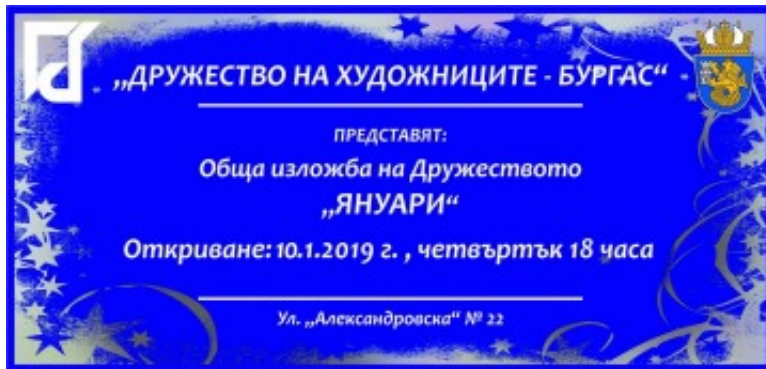 „ДРУЖЕСТВО НА ХУДОЖНИЦИТЕ - БУРГАС“
ПРЕДСТАВЯТ:
Обща изложба на Дружеството
„ЯНУАРИ“
Откриване: 10.1.2019 г. , четвъртък 18 часа
Ул. „Александровска“ № 22